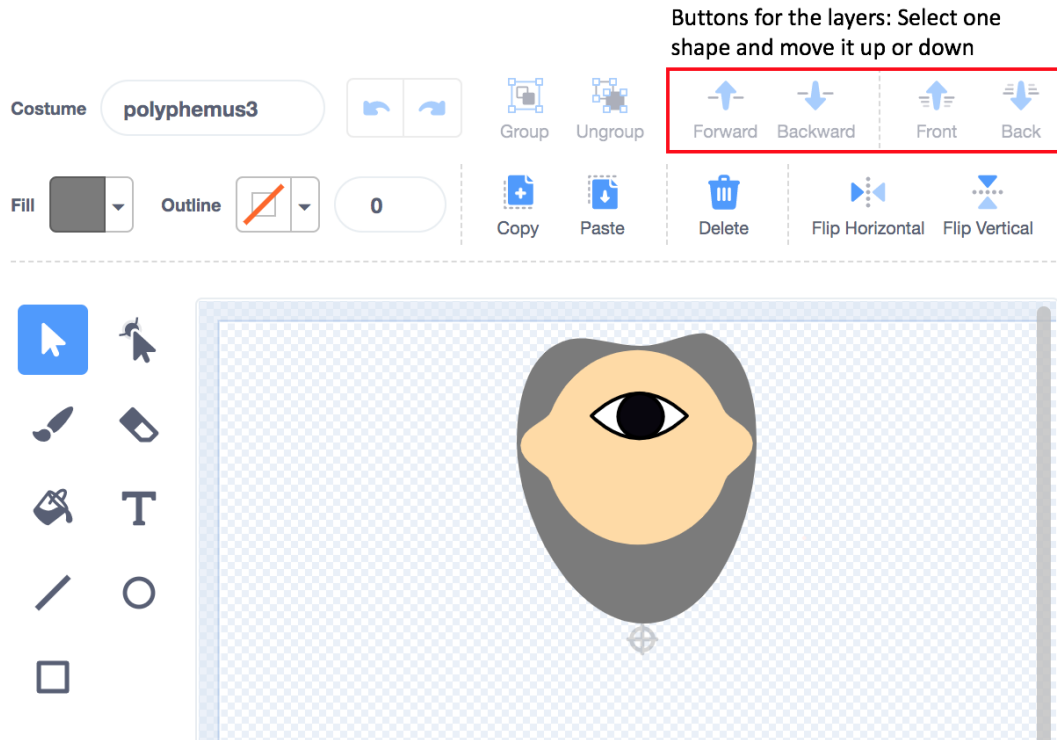 Buttons for the layers: Select one
shape and move it up or down
Costume polyphemus3
Group Ungroup Forward Backward Front Back
Fill Outline 0
Copy Paste Delete Flip Horizontal Flip Vertical
T